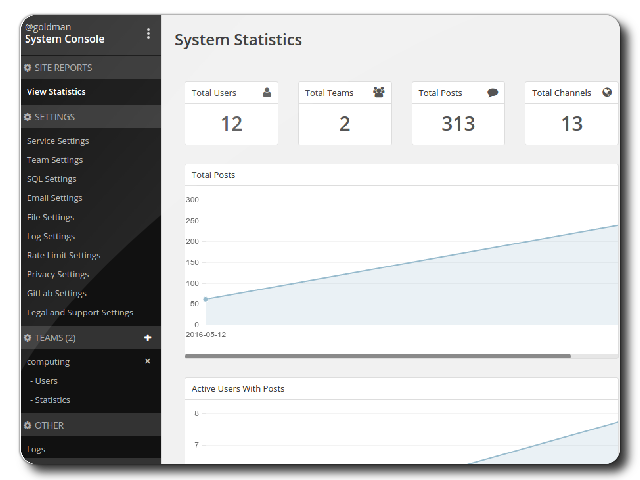 @goldman
System Console
SITE REPORTS
View Statistics
SETTINGS
Service Settings
Team Settings
SQL Settings
Email Settings
File Settings
Log Settings
Rate Limit Settings
Privacy Settings
GitLab Settings
Legal and Support Settings
TEAMS (2)
computing
- Users
- Statistics
OTHER
Logs
System Statistics
Total Users
12
Total Teams
2
Total Posts
313
Total Channels
13
Total Posts
300
250
200
150
100
50
0
2016-05-12
Active Users With Posts
8
7